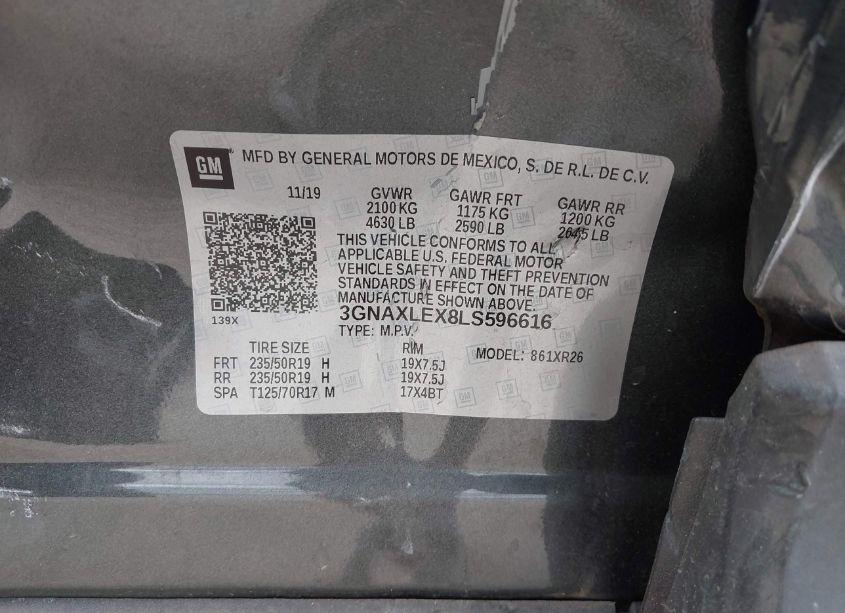 GM MFD BY GENERAL MOTORS DE MEXICO, S. DE R.L. DE C.V.
11/19 GVWR GAWR FRT GAWR RR
2100 KG 1175 KG 1200 KG
4630 LB 2590 LB 2645 LB
THIS VEHICLE CONFORMS TO ALL
APPLICABLE U.S. FEDERAL MOTOR
VEHICLE SAFETY AND THEFT PREVENTION
STANDARDS IN EFFECT ON THE DATE OF
MANUFACTURE SHOWN ABOVE.
139X 3GNAXLEX8LS596616
TYPE: M.P.V.
TIRE SIZE RIM MODEL: 861XR26
FRT 235/50R19 H 19X7.5J
RR 235/50R19 H 19X7.5J
SPA T125/70R17 M 17X4BT